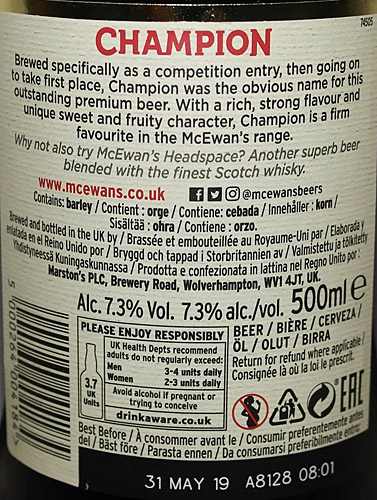 74505
CHAMPION
Brewed specifically as a competition entry, then going on
to take first place, Champion was the obvious name for this
outstanding premium beer. With a rich, strong flavour and
unique sweet and fruity character, Champion is a firm
favourite in the McEwan's range.
Why not also try McEwan's Headspace? Another superb beer
blended with the finest Scotch whisky.
www.mcewans.co.uk @mcewansbeers
Contains: barley / Contient : orge / Contiene: cebada / Innehåller : korn /
Sisältää : ohra / Contiene : orzo.
Brewed and bottled in the UK by / Brassée et embouteillée au Royaume-Uni par / Elaborada y
enlatada en el Reino Unido por / Bryggd och tappad i Storbritannien av / Valmistettu ja tölkitetty
Yhdistyneessä Kuningaskunnassa / Prodotta e confezionata in lattina nel Regno Unito por :
Marston's PLC, Brewery Road, Wolverhampton, WV1 4JT, UK.
Alc. 7.3% Vol. 7.3% alc./vol. 500ml e
PLEASE ENJOY RESPONSIBLY
UK Health Depts recommend
adults do not regularly exceed:
Men 3-4 units daily
Women 2-3 units daily
3.7
UK
Units
Avoid alcohol if pregnant or
trying to conceive
drinkaware.co.uk
BEER / BIÈRE / CERVEZA /
ÖL / OLUT / BIRRA
Return for refund where applicable/
Consignée là où la loi le prescrit.
EAC
Best Before / À consommer avant le / Consumir preferentemente antes
del / Bäst före / Parasta ennen / Da consumarsi preferibilmente entro:
31 MAY 19 A8128 08:01